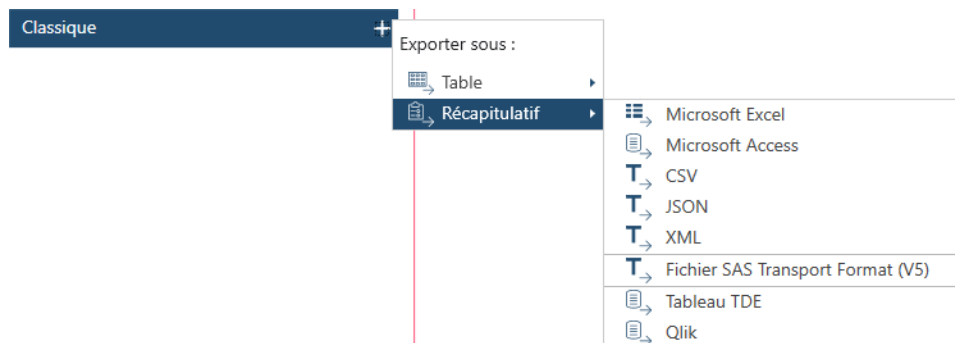 Classique
Exporter sous :
Table
Récapitulatif
Microsoft Excel
Microsoft Access
CSV
JSON
XML
Fichier SAS Transport Format (V5)
Tableau TDE
Qlik